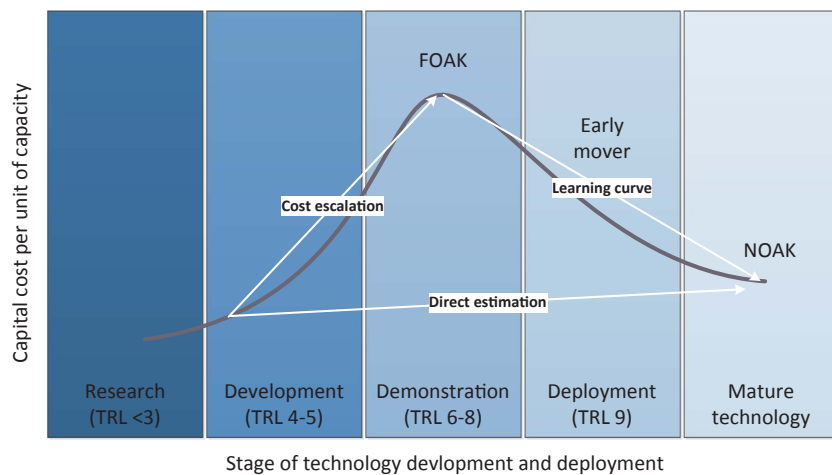 FOAK
Early
mover
Learning curve
Cost escalation
NOAK
Direct estimation
Capital cost per unit of capacity
Research
(TRL <3)
Development
(TRL 4-5)
Demonstration
(TRL 6-8)
Deployment
(TRL 9)
Mature
technology
Stage of technology devlopment and deployment